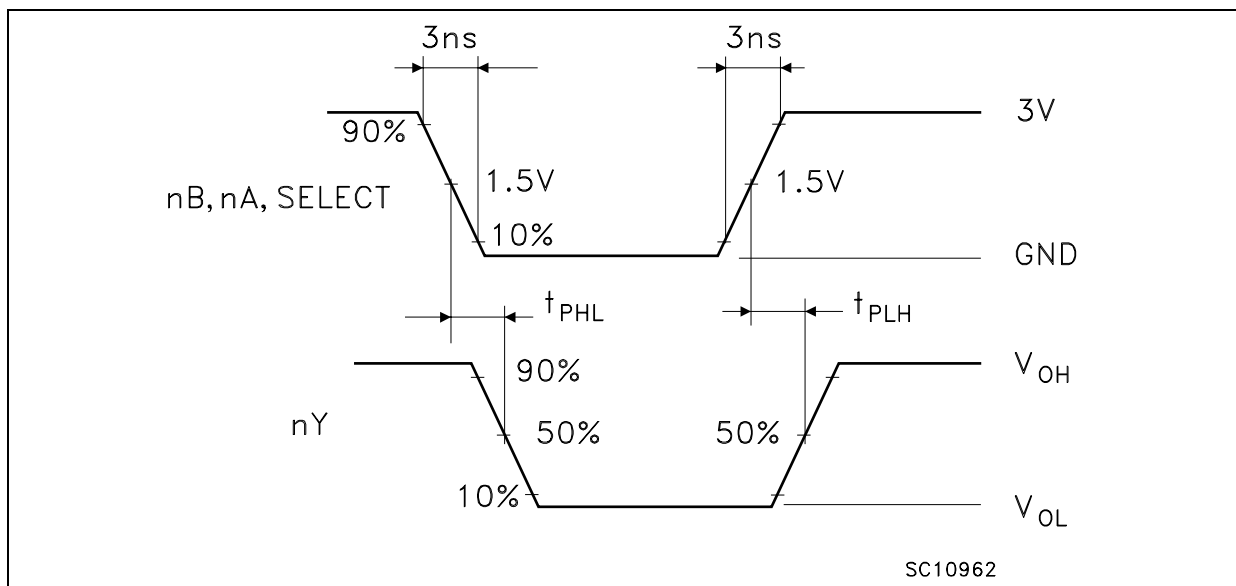 3ns 3ns
3V
90%
nB, nA, SELECT 1.5V 1.5V
10%
GND
tPHL tPLH
90% VOH
nY 50% 50%
10%
VOL
SC10962